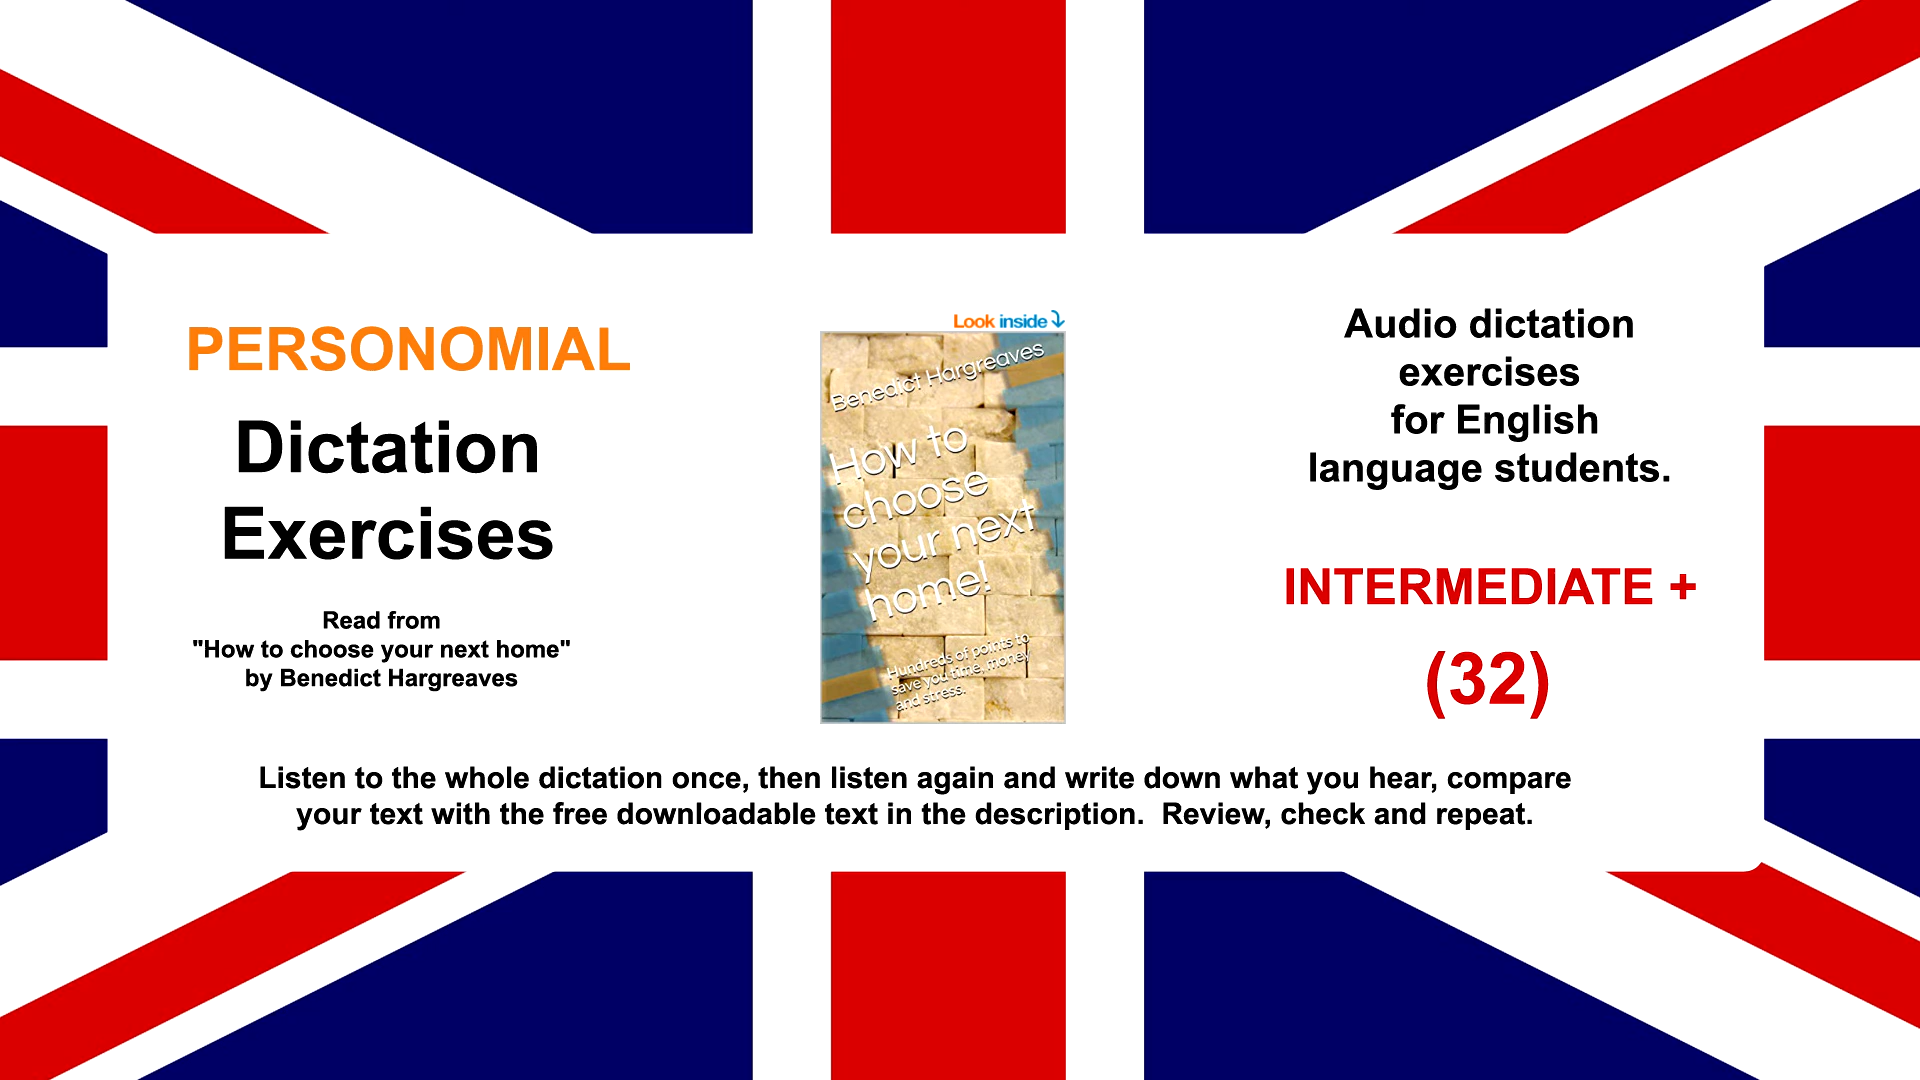 PERSONOMIAL
Dictation
Exercises
Read from
"How to choose your next home"
by Benedict Hargreaves
Look inside
Benedict Hargreaves
How to
choose
your next
home!
Hundreds of points to
save you time, money
and stress.
Audio dictation
exercises
for English
language students.
INTERMEDIATE +
(32)
Listen to the whole dictation once, then listen again and write down what you hear, compare
your text with the free downloadable text in the description.  Review, check and repeat.